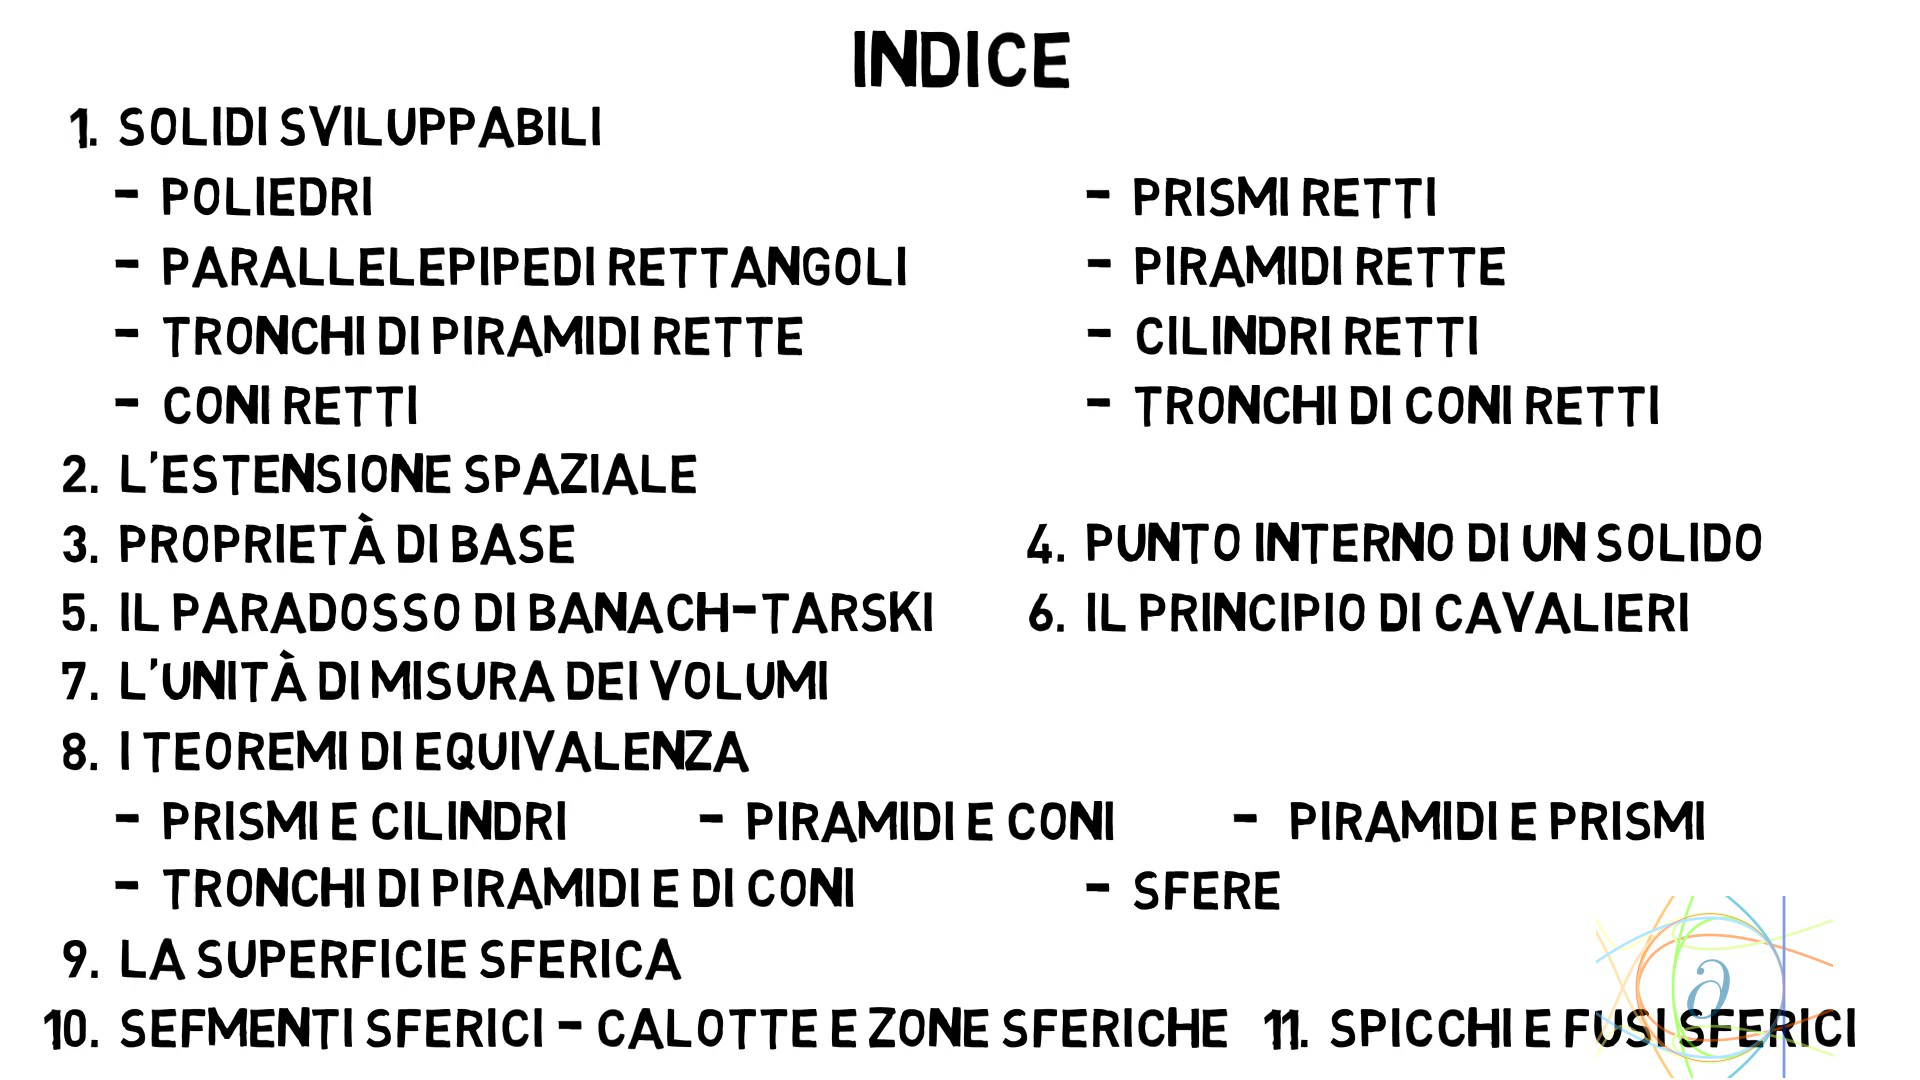 INDICE
1. SOLIDI SVILUPPABILI
- POLIEDRI - PRISMI RETTI
- PARALLELEPIPEDI RETTANGOLI - PIRAMIDI RETTE
- TRONCHI DI PIRAMIDI RETTE - CILINDRI RETTI
- CONI RETTI - TRONCHI DI CONI RETTI
2. L'ESTENSIONE SPAZIALE
3. PROPRIETÀ DI BASE 4. PUNTO INTERNO DI UN SOLIDO
5. IL PARADOSSO DI BANACH-TARSKI 6. IL PRINCIPIO DI CAVALIERI
7. L'UNITÀ DI MISURA DEI VOLUMI
8. I TEOREMI DI EQUIVALENZA
- PRISMI E CILINDRI - PIRAMIDI E CONI - PIRAMIDI E PRISMI
- TRONCHI DI PIRAMIDI E DI CONI - SFERE
9. LA SUPERFICIE SFERICA
10. SEFMENTI SFERICI - CALOTTE E ZONE SFERICHE 11. SPICCHI E FUSI SFERICI
∂